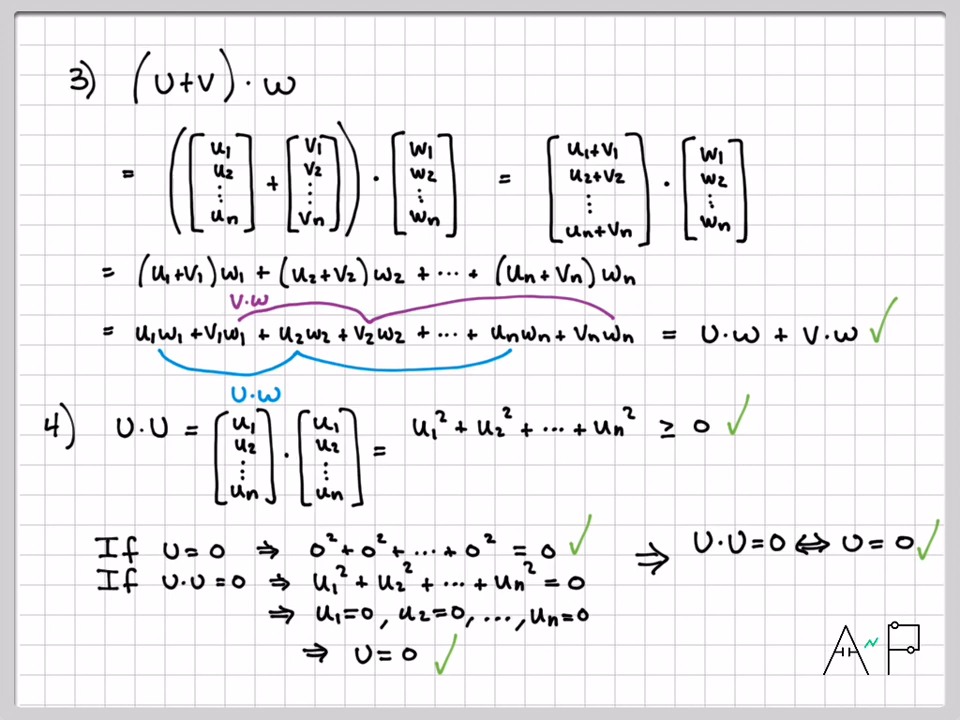 3) (U+V)·W
= ([u₁ u₂ ⋮ uₙ] + [v₁ v₂ ⋮ vₙ]) · [w₁ w₂ ⋮ wₙ] = [u₁+v₁ u₂+v₂ ⋮ uₙ+vₙ] · [w₁ w₂ ⋮ wₙ]
= (u₁+v₁)w₁ + (u₂+v₂)w₂ + ⋯ + (uₙ+vₙ)wₙ
V·W
= u₁w₁ + v₁w₁ + u₂w₂ + v₂w₂ + ⋯ + uₙwₙ + vₙwₙ = U·W + V·W ✓
U·W
4) U·U = [u₁ u₂ ⋮ uₙ] · [u₁ u₂ ⋮ uₙ] = u₁² + u₂² + ⋯ + uₙ² ≥ 0 ✓
If U=0 ⇒ 0²+0²+⋯+0² = 0 ✓
If U·U=0 ⇒ u₁² + u₂² + ⋯ + uₙ² = 0
⇒ u₁=0, u₂=0, ..., uₙ=0
⇒ U=0 ✓
⇒ U·U=0 ⇔ U=0 ✓
A~P